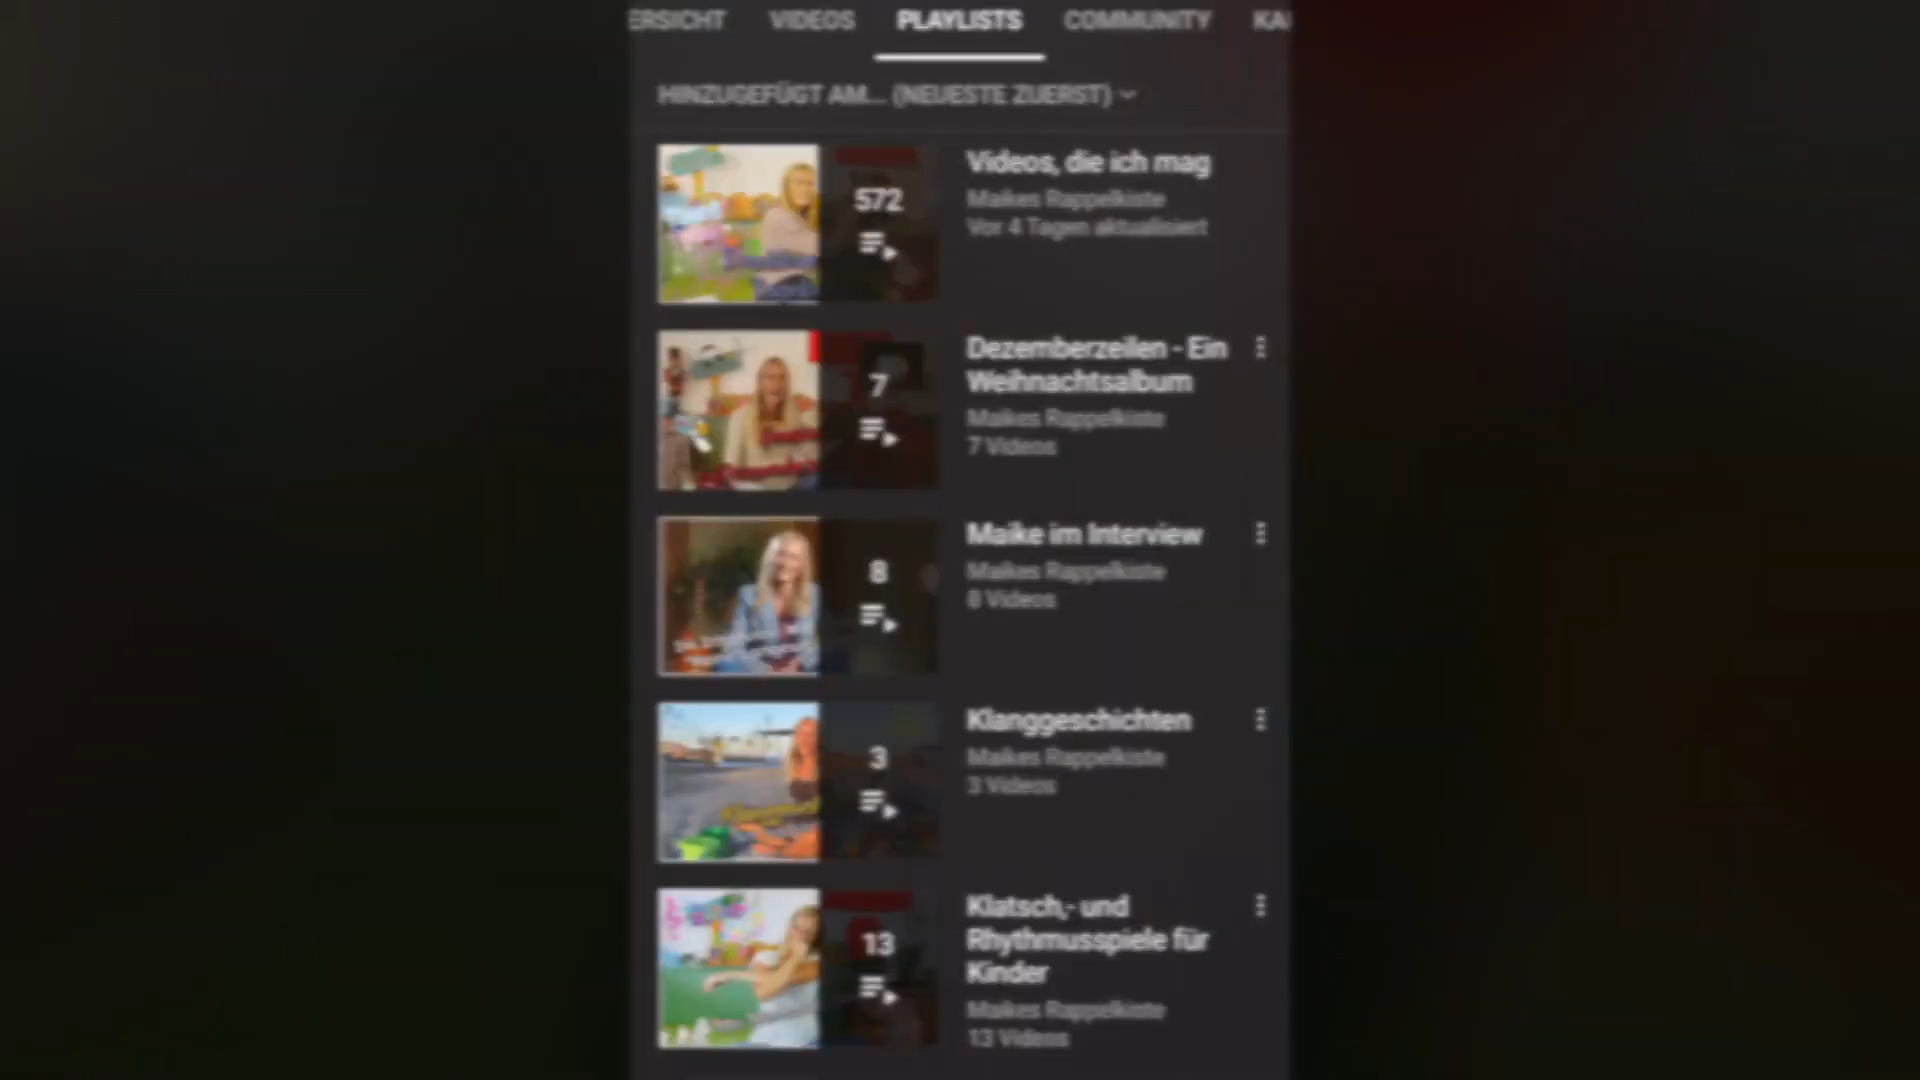 ERSICHT VIDEOS PLAYLISTS COMMUNITY
HINZUGEFÜGT AM... (NEUESTE ZUERST)
572
Videos, die ich mag
Maikes Rappelkiste
Vor 4 Tagen aktualisiert
7
Dezemberzeilen - Ein
Weihnachtsalbum
Maikes Rappelkiste
7 Videos
8
Maike im Interview
Maikes Rappelkiste
8 Videos
3
Klanggeschichten
Maikes Rappelkiste
3 Videos
13
Klatsch,- und
Rhythmusspiele für
Kinder
Maikes Rappelkiste
13 Videos